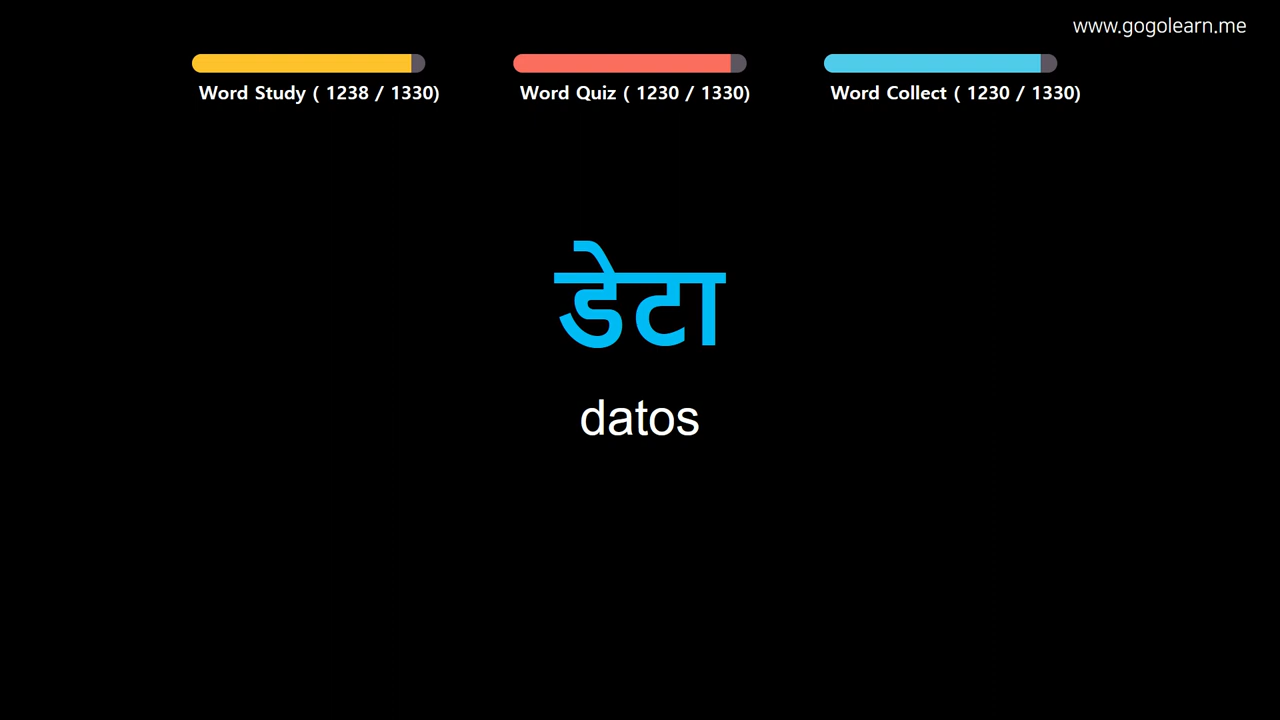 www.gogolearn.me
Word Study ( 1238 / 1330)
Word Quiz ( 1230 / 1330)
Word Collect ( 1230 / 1330)
डेटा
datos